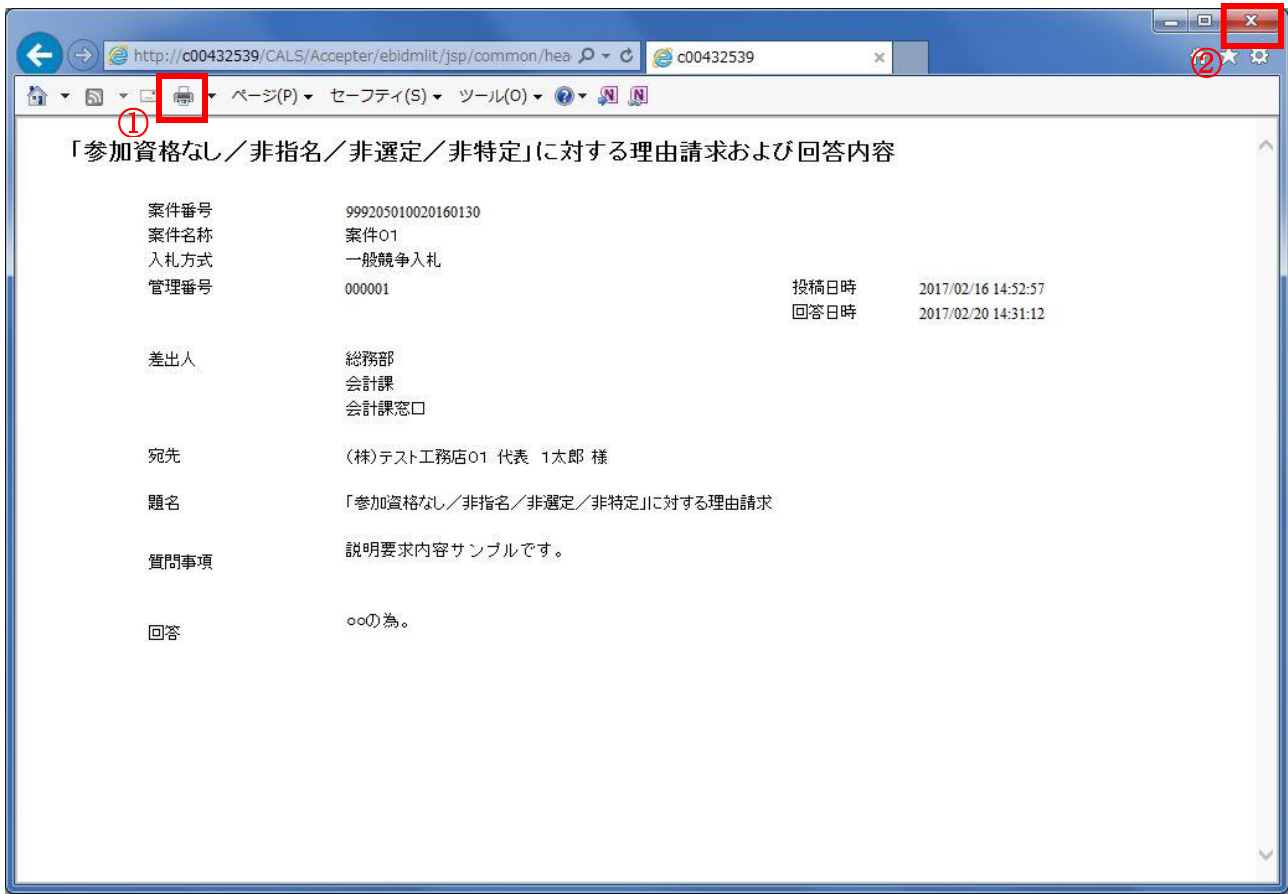 http://c00432539/CALS/Accepter/ebidmlit/jsp/common/hea
c00432539
②
ページ(P) セーフティ(S) ツール(O)
①
「参加資格なし／非指名／非選定／非特定」に対する理由請求および回答内容
案件番号 999205010020160130
案件名称 案件01
入札方式 一般競争入札
管理番号 000001 投稿日時 2017/02/16 14:52:57
回答日時 2017/02/20 14:31:12
差出人 総務部
会計課
会計課窓口
宛先 (株)テスト工務店01 代表 1太郎 様
題名 「参加資格なし／非指名／非選定／非特定」に対する理由請求
質問事項 説明要求内容サンプルです。
回答 ○○の為。